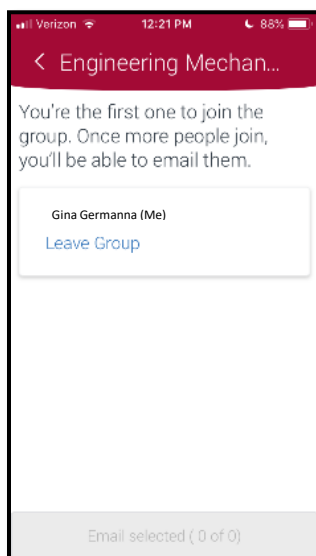 Verizon 12:21 PM 88%
< Engineering Mechan...
You're the first one to join the
group. Once more people join,
you'll be able to email them.
Gina Germanna (Me)
Leave Group
Email selected ( 0 of 0)